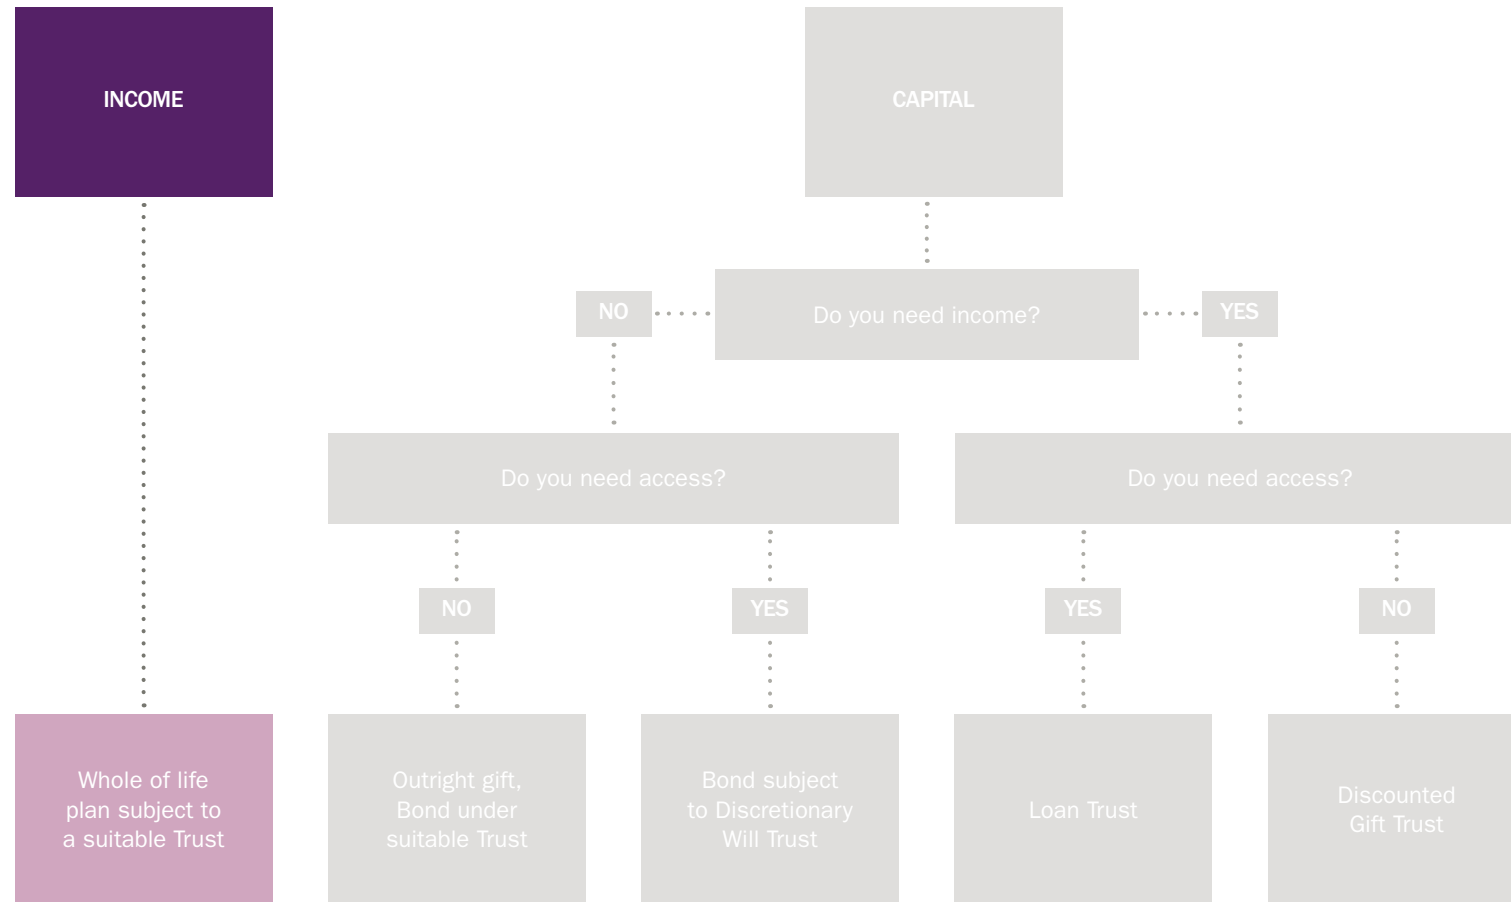 INCOME
CAPITAL
NO
Do you need income?
YES
Do you need access?
Do you need access?
NO
YES
YES
NO
Whole of life
plan subject to
a suitable Trust
Outright gift,
Bond under
suitable Trust
Bond subject
to Discretionary
Will Trust
Loan Trust
Discounted
Gift Trust